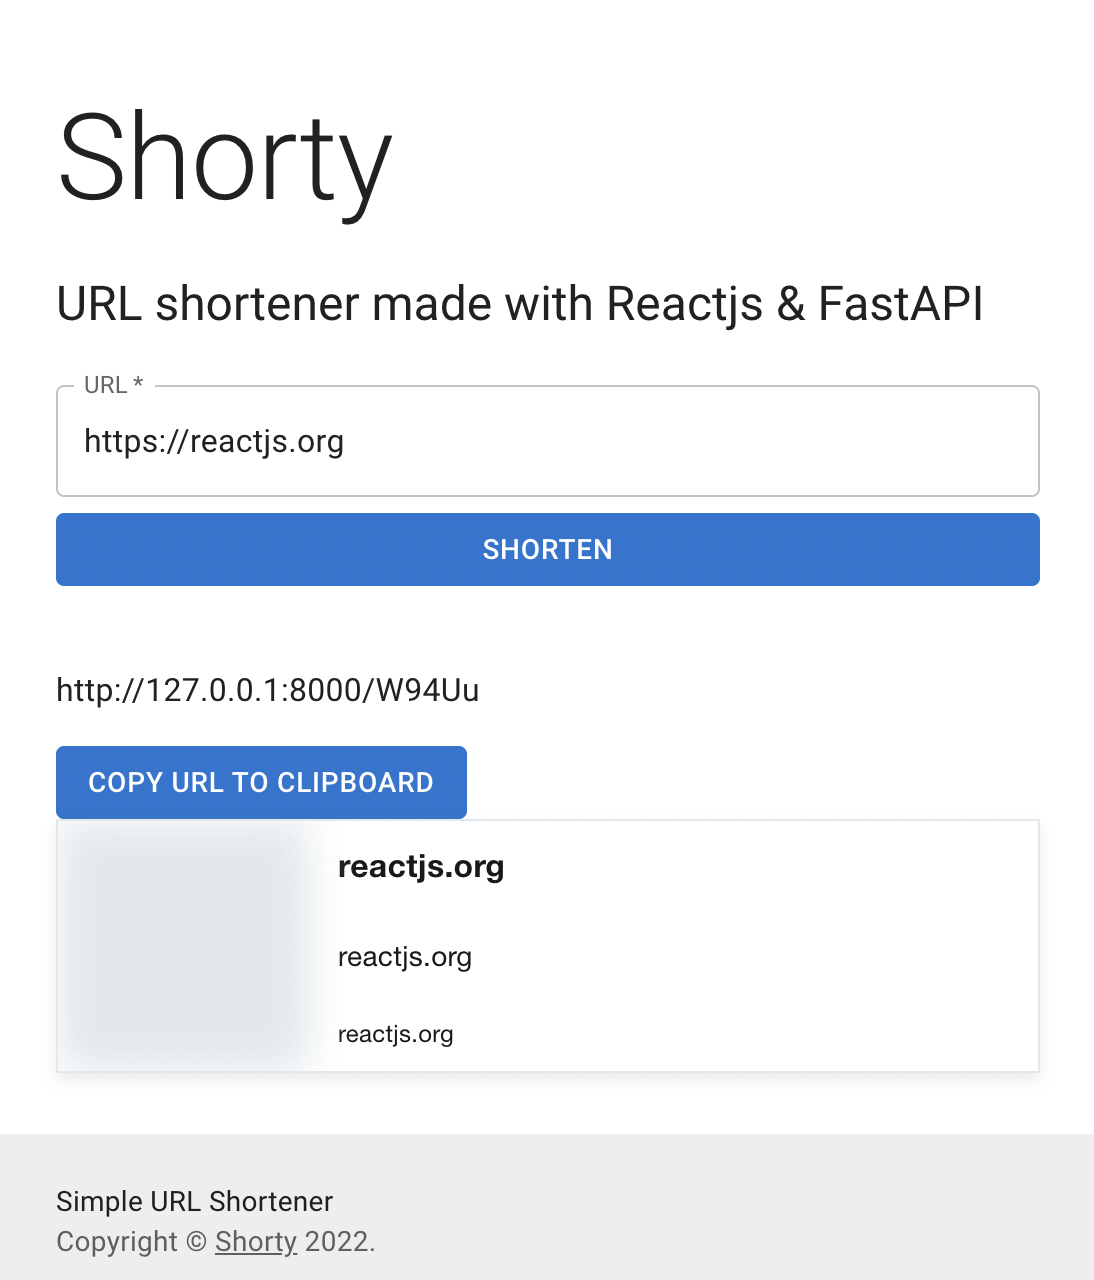 Shorty
URL shortener made with Reactjs & FastAPI
URL *
https://reactjs.org
SHORTEN
http://127.0.0.1:8000/W94Uu
COPY URL TO CLIPBOARD
reactjs.org
reactjs.org
reactjs.org
Simple URL Shortener
Copyright © Shorty 2022.